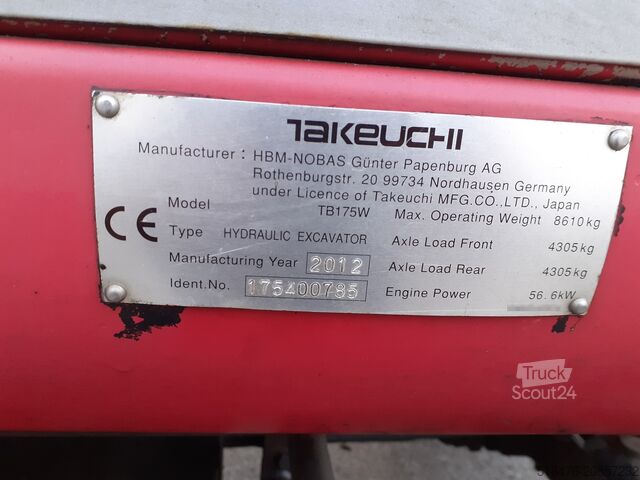 TAKEUCHI
Manufacturer : HBM-NOBAS Günter Papenburg AG
Rothenburgstr. 20 99734 Nordhausen Germany
under Licence of Takeuchi MFG.CO.,LTD., Japan
Model TB175W Max. Operating Weight 8610kg
CE Type HYDRAULIC EXCAVATOR Axle Load Front 4305kg
Manufacturing Year 2012 Axle Load Rear 4305kg
Ident.No. 175400785 Engine Power 56.6kW
Truck
Scout24